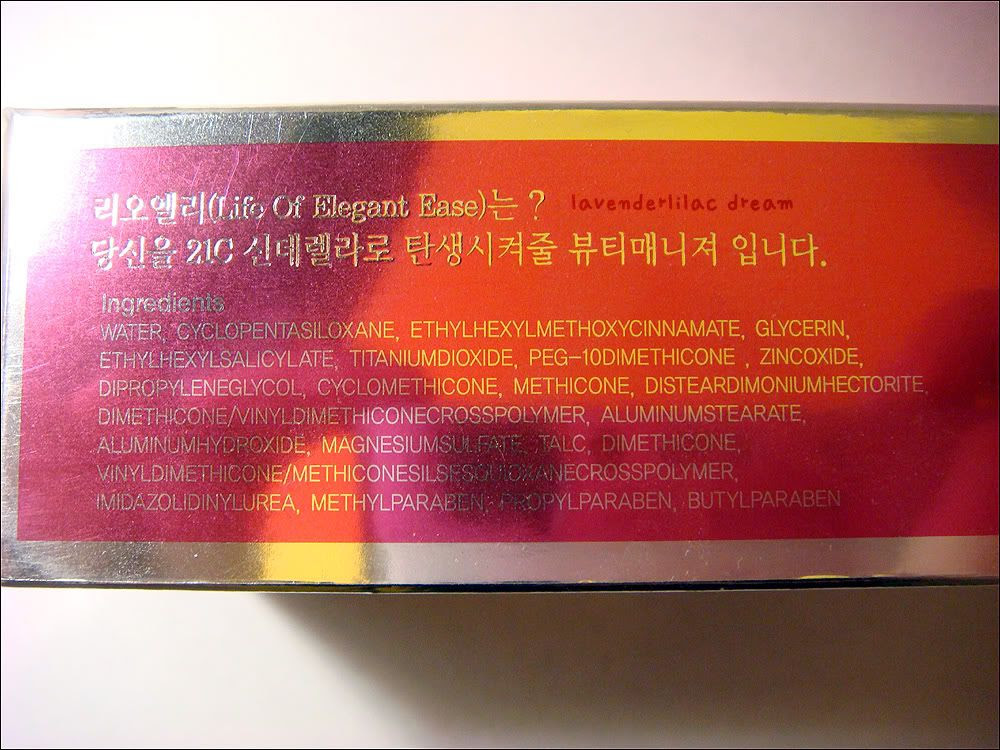 리오엘리(Life Of Elegant Ease)는 ? lavenderlilac dream
당신을 21C 신데렐라로 탄생시켜줄 뷰티매니져 입니다.
Ingredients
WATER, CYCLOPENTASILOXANE, ETHYLHEXYLMETHOXYCINNAMATE, GLYCERIN,
ETHYLHEXYLSALICYLATE, TITANIUMDIOXIDE, PEG-10DIMETHICONE , ZINCOXIDE,
DIPROPYLENEGLYCOL, CYCLOMETHICONE, METHICONE, DISTEARDIMONIUMHECTORITE,
DIMETHICONE/VINYLDIMETHICONECROSSPOLYMER, ALUMINUMSTEARATE,
ALUMINUMHYDROXIDE, MAGNESIUMSULFATE, TALC, DIMETHICONE,
VINYLDIMETHICONE/METHICONESILSESQUIOXANECROSSPOLYMER,
IMIDAZOLIDINYLUREA, METHYLPARABEN, PROPYLPARABEN, BUTYLPARABEN